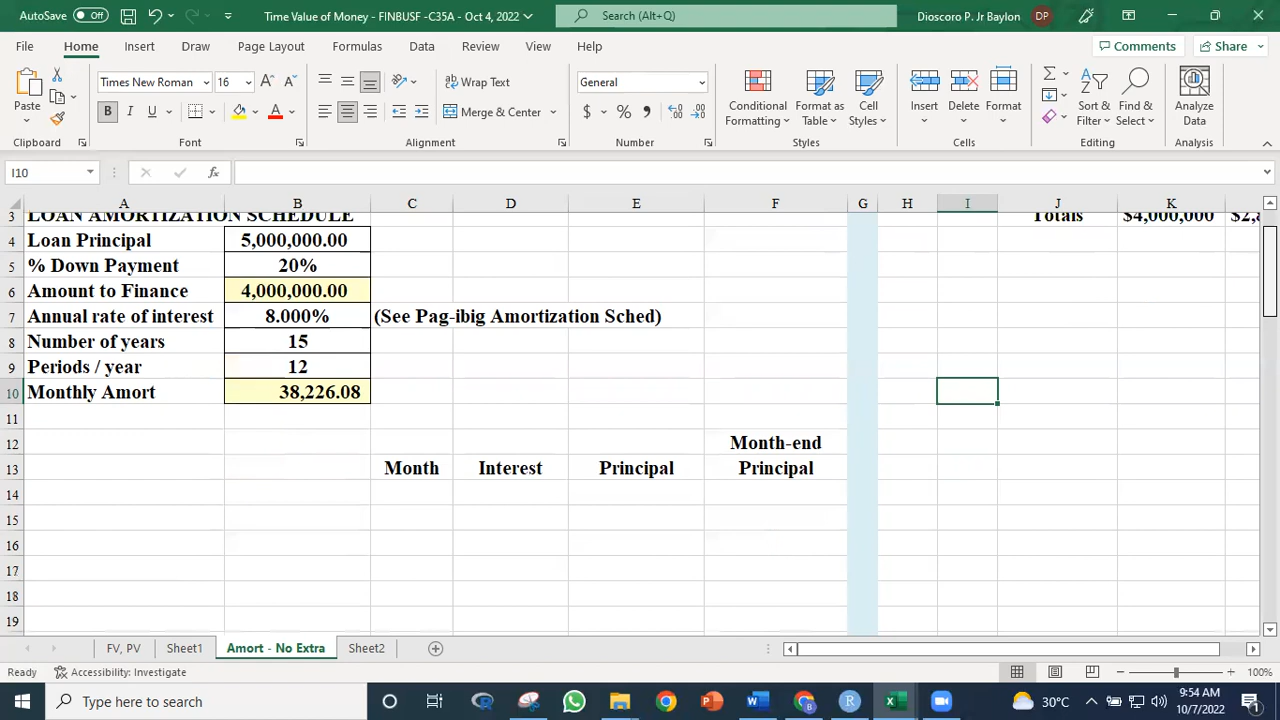 AutoSave Off Time Value of Money - FINBUSF -C35A - Oct 4, 2022 Search (Alt+Q) Dioscoro P. Jr Baylon DP
File Home Insert Draw Page Layout Formulas Data Review View Help Comments Share
Paste Times New Roman 16 Wrap Text General Conditional Formatting Format as Table Cell Styles Insert Delete Format Sort & Filter Find & Select Analyze Data
B I U A Merge & Center $ %
Clipboard Font Alignment Number Styles Cells Editing Analysis
I10 fx
A B C D E F G H I J K
3 LOAN AMORTIZATION SCHEDULE Totals $4,000,000
4 Loan Principal 5,000,000.00
5 % Down Payment 20%
6 Amount to Finance 4,000,000.00
7 Annual rate of interest 8.000% (See Pag-ibig Amortization Sched)
8 Number of years 15
9 Periods / year 12
10 Monthly Amort 38,226.08
11
12 Month-end
13 Month Interest Principal Principal
14
15
16
17
18
19
FV, PV Sheet1 Amort - No Extra Sheet2
Ready Accessibility: Investigate 100%
Type here to search 30°C 9:54 AM
10/7/2022